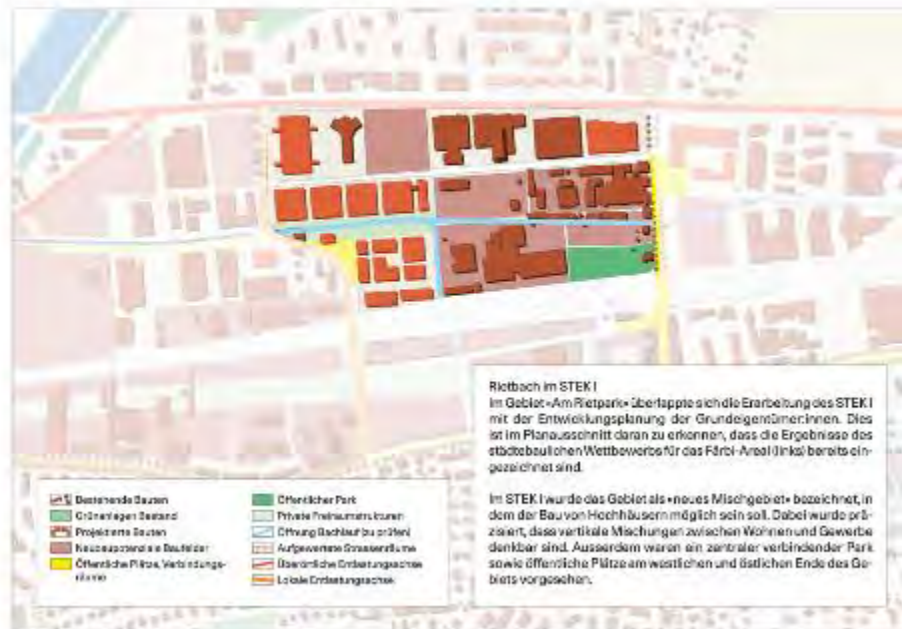 Rietbach im STEK I
Im Gebiet «Am Rietpark» überlappte sich die Erarbeitung des STEK I
mit der Entwicklungsplanung der Grundeigentümer:innen. Dies
ist im Planausschnitt daran zu erkennen, dass die Ergebnisse des
städtebaulichen Wettbewerbs für das Färbi-Areal (links) bereits ein-
gezeichnet sind.
Im STEK I wurde das Gebiet als «neues Mischgebiet» bezeichnet, in
dem der Bau von Hochhäusern möglich sein soll. Dabei wurde prä-
zisiert, dass vertikale Mischungen zwischen Wohnen und Gewerbe
denkbar sind. Ausserdem waren ein zentraler verbindender Park
sowie öffentliche Plätze am westlichen und östlichen Ende des Ge-
biets vorgesehen.
Bestehende Bauten
Grünanlagen Bestand
Projektierte Bauten
Neubaupotenziale Baufelder
Öffentliche Plätze, Verbindungs-
räume
Öffentlicher Park
Private Freiraumstrukturen
Öffnung Bachlauf (zu prüfen)
Aufgewertete Strassenräume
Überörtliche Entlastungsachse
Lokale Entlastungsachse